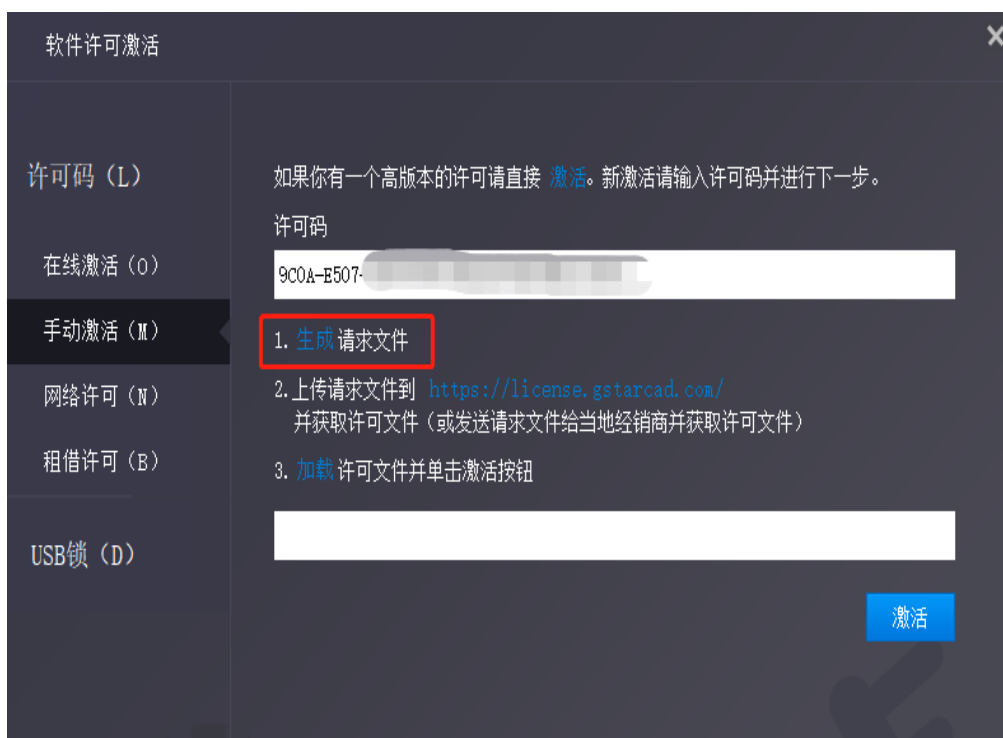 软件许可激活
许可码（L）
在线激活（O）
手动激活（M）
网络许可（N）
租借许可（B）
USB锁（D）
如果你有一个高版本的许可请直接 激活。新激活请输入许可码并进行下一步。
许可码
9C0A-E507-
1. 生成 请求文件
2.上传请求文件到 https://license.gstarcad.com/
并获取许可文件（或发送请求文件给当地经销商并获取许可文件）
3. 加载 许可文件并单击激活按钮
激活